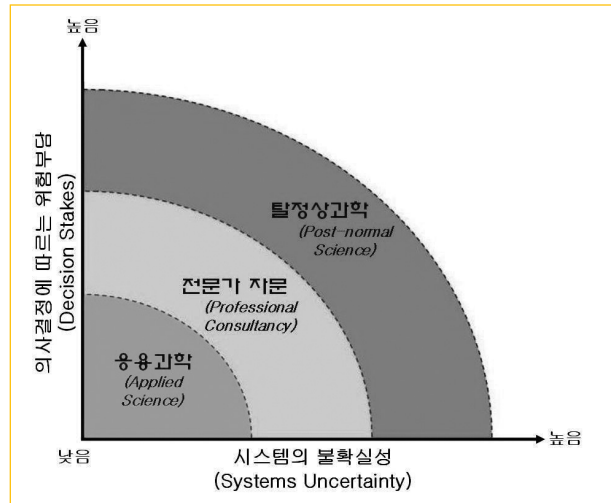 높음
의사결정에 따르는 위험부담
(Decision Stakes)
탈정상과학
(Post-normal
Science)
전문가 자문
(Professional
Consultancy)
응용과학
(Applied
Science)
낮음
시스템의 불확실성
높음
(Systems Uncertainty)